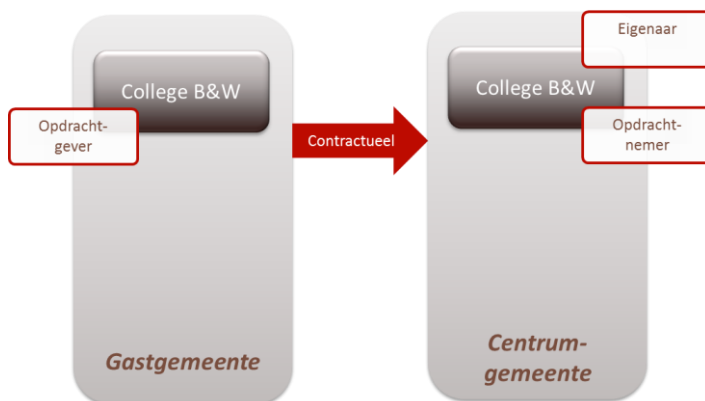 Eigenaar
College B&W
College B&W
Opdracht-
gever
Contractueel
Opdracht-
nemer
Gastgemeente
Centrum-
gemeente